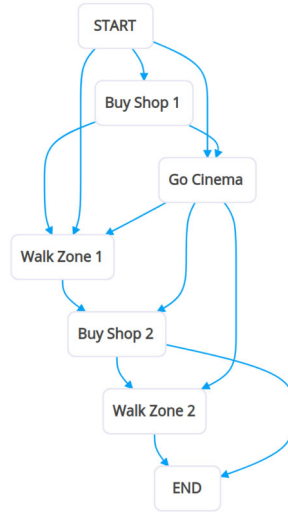 START
Buy Shop 1
Go Cinema
Walk Zone 1
Buy Shop 2
Walk Zone 2
END